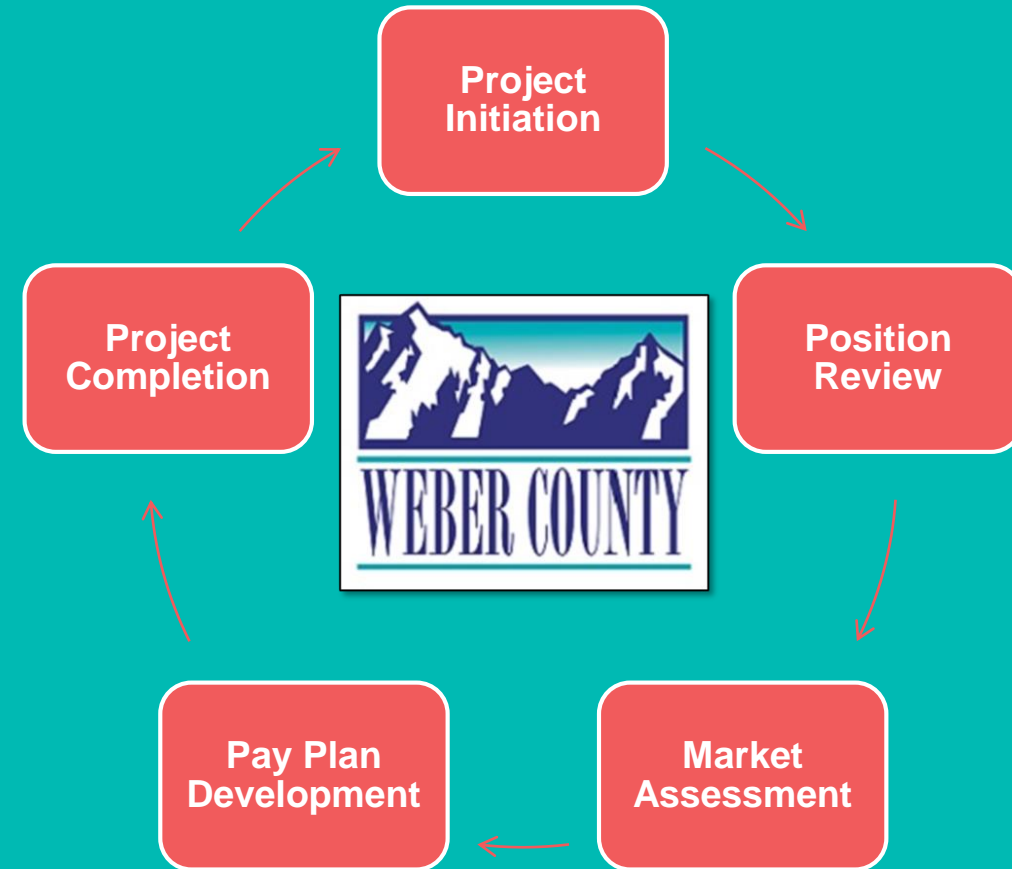 Project
Initiation
Position
Review
Market
Assessment
Pay Plan
Development
Project
Completion
WEBER COUNTY